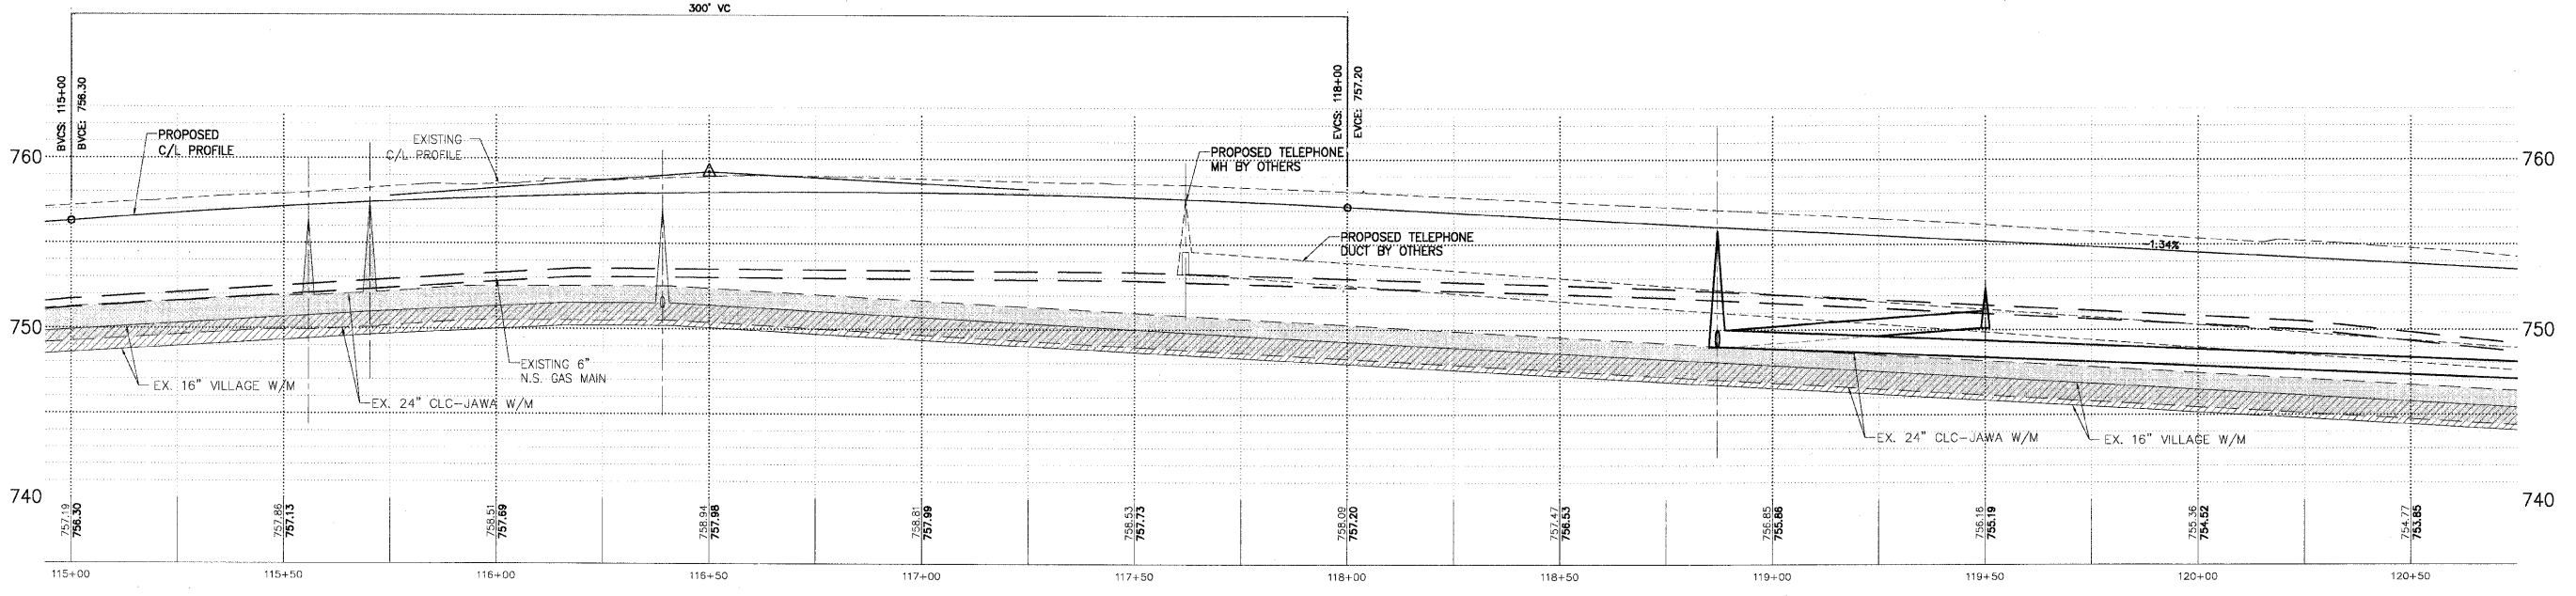 300' VC
BVCS: 115+00
BVCE: 756.30
EVCS: 118+00
EVCE: 757.20
PROPOSED
C/L PROFILE
EXISTING
C/L PROFILE
PROPOSED TELEPHONE
MH BY OTHERS
760
760
PROPOSED TELEPHONE
DUCT BY OTHERS
-1.34%
750
750
EXISTING 6"
N.S. GAS MAIN
EX. 16" VILLAGE W/M
EX. 24" CLC-JAWA W/M
EX. 24" CLC-JAWA W/M
EX. 16" VILLAGE W/M
740
740
757.19
756.30
757.86
757.13
758.51
757.69
758.94
757.98
758.81
757.99
758.53
757.73
758.09
757.20
757.47
756.53
756.85
755.86
756.16
755.19
755.36
754.52
754.77
753.85
115+00
115+50
116+00
116+50
117+00
117+50
118+00
118+50
119+00
119+50
120+00
120+50